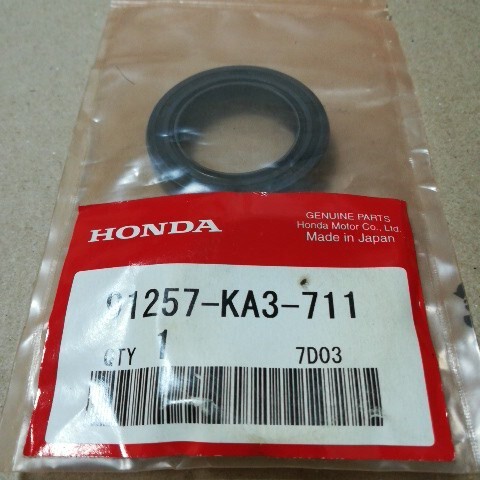 GENUINE PARTS
HONDA
Honda Motor Co., Ltd.
Made in Japan
91257-KA3-711
QTY 1 7D03